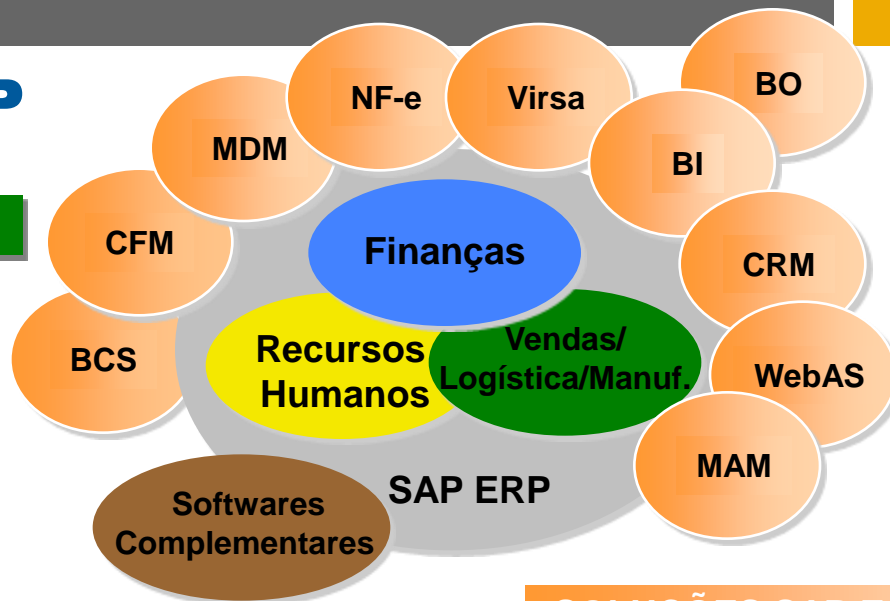 BO
NF-e
Virsa
MDM
BI
CFM
Finanças
CRM
Recursos
Humanos
Vendas/
Logística/Manuf.
BCS
WebAS
MAM
SAP ERP
Softwares
Complementares